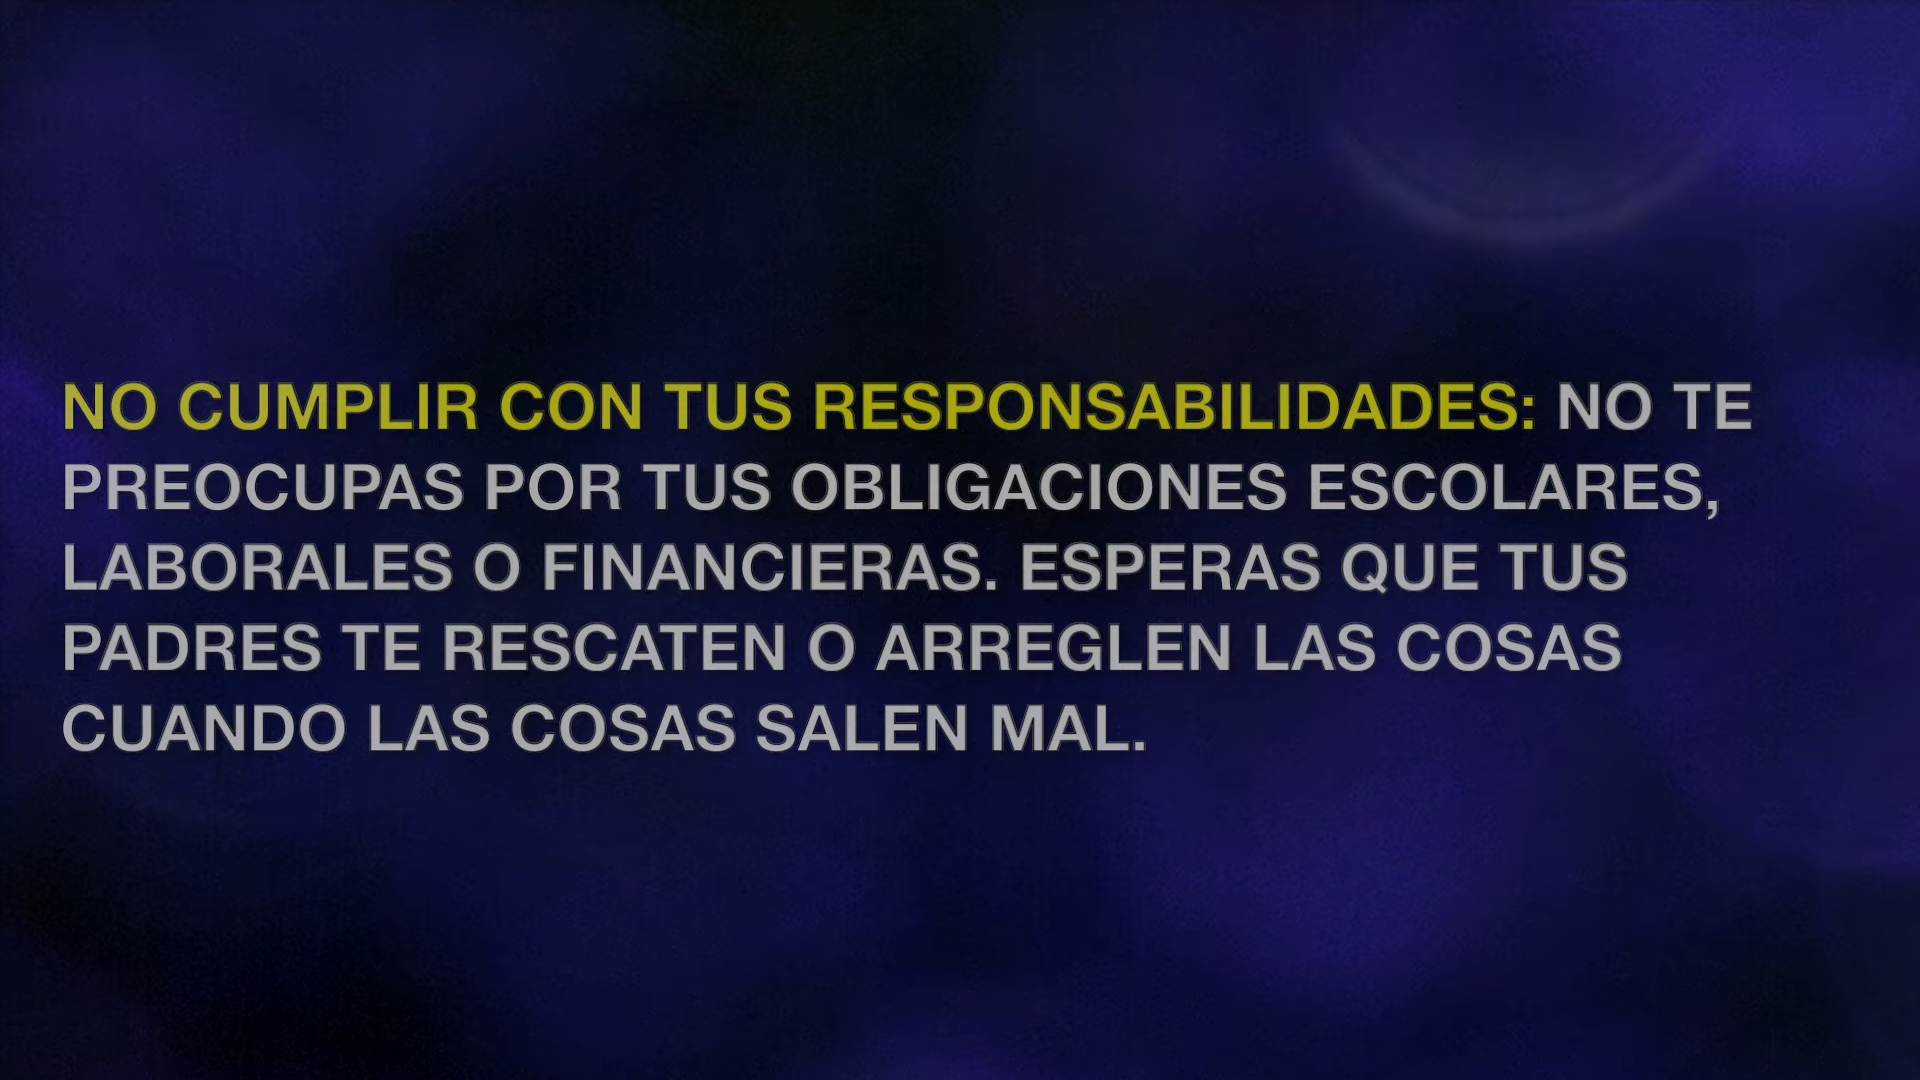 NO CUMPLIR CON TUS RESPONSABILIDADES: NO TE
PREOCUPAS POR TUS OBLIGACIONES ESCOLARES,
LABORALES O FINANCIERAS. ESPERAS QUE TUS
PADRES TE RESCATEN O ARREGLEN LAS COSAS
CUANDO LAS COSAS SALEN MAL.